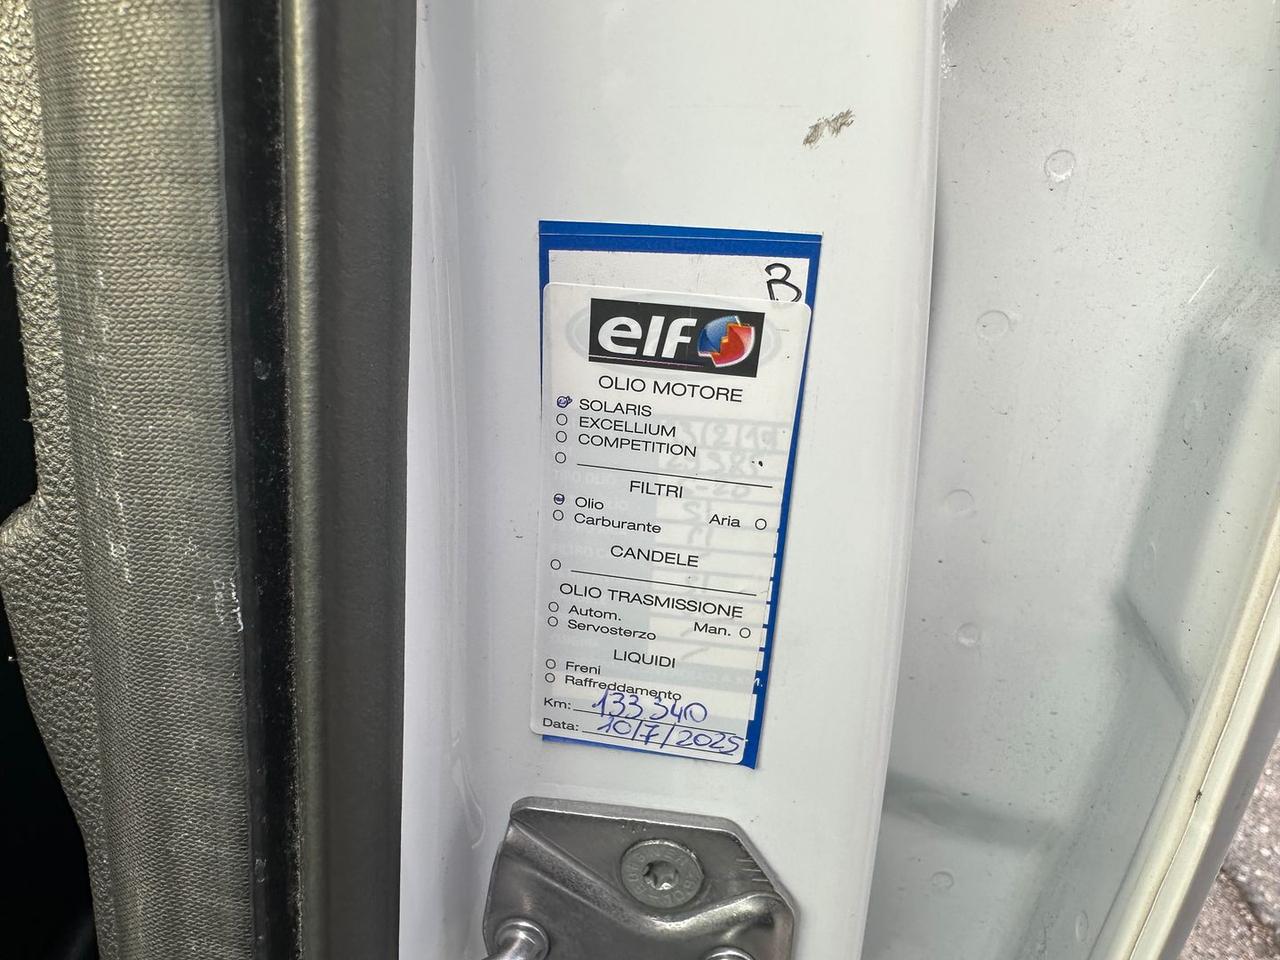 B
elf
OLIO MOTORE
SOLARIS
EXCELLIUM
COMPETITION
FILTRI
Olio Aria
Carburante
CANDELE
OLIO TRASMISSIONE
Autom. Man.
Servosterzo
LIQUIDI
Freni
Raffreddamento
Km: 133 340
Data: 10/7/2025